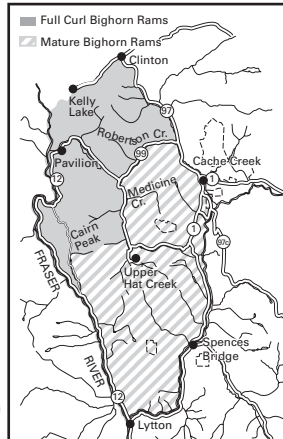 Full Curl Bighorn Rams
Mature Bighorn Rams
Clinton
Kelly
Lake
97
Robertson Cr.
Pavilion
99
Cache Creek
12
Medicine
Cr.
1
Cairn
Peak
1
97c
FRASER
Upper
Hat Creek
RIVER
Spences
Bridge
12
Lytton